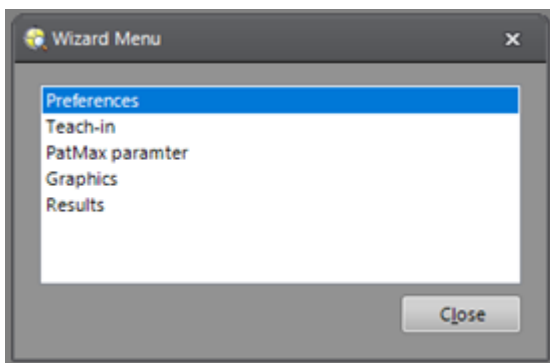 Wizard Menu
Preferences
Teach-in
PatMax paramter
Graphics
Results
Close